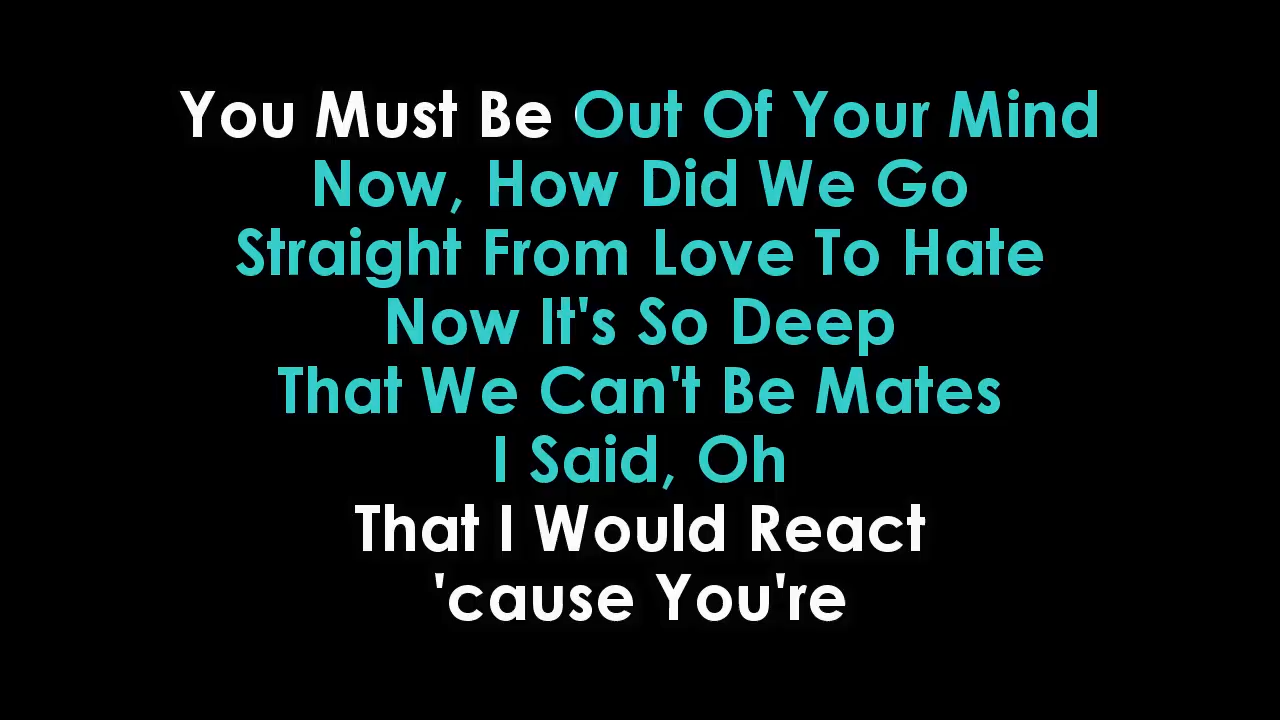 You Must Be Out Of Your Mind
Now, How Did We Go
Straight From Love To Hate
Now It's So Deep
That We Can't Be Mates
I Said, Oh
That I Would React
'cause You're